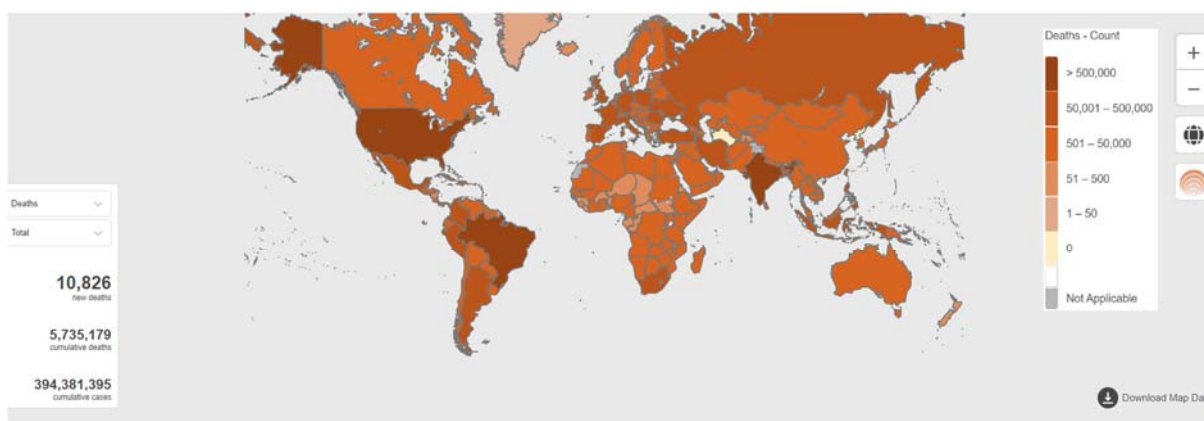 Deaths
Total
10,826
new deaths
5,735,179
cumulative deaths
394,381,395
cumulative cases
Deaths - Count
> 500,000
50,001 – 500,000
501 – 50,000
51 – 500
1 – 50
0
Not Applicable
+
−
Download Map Da